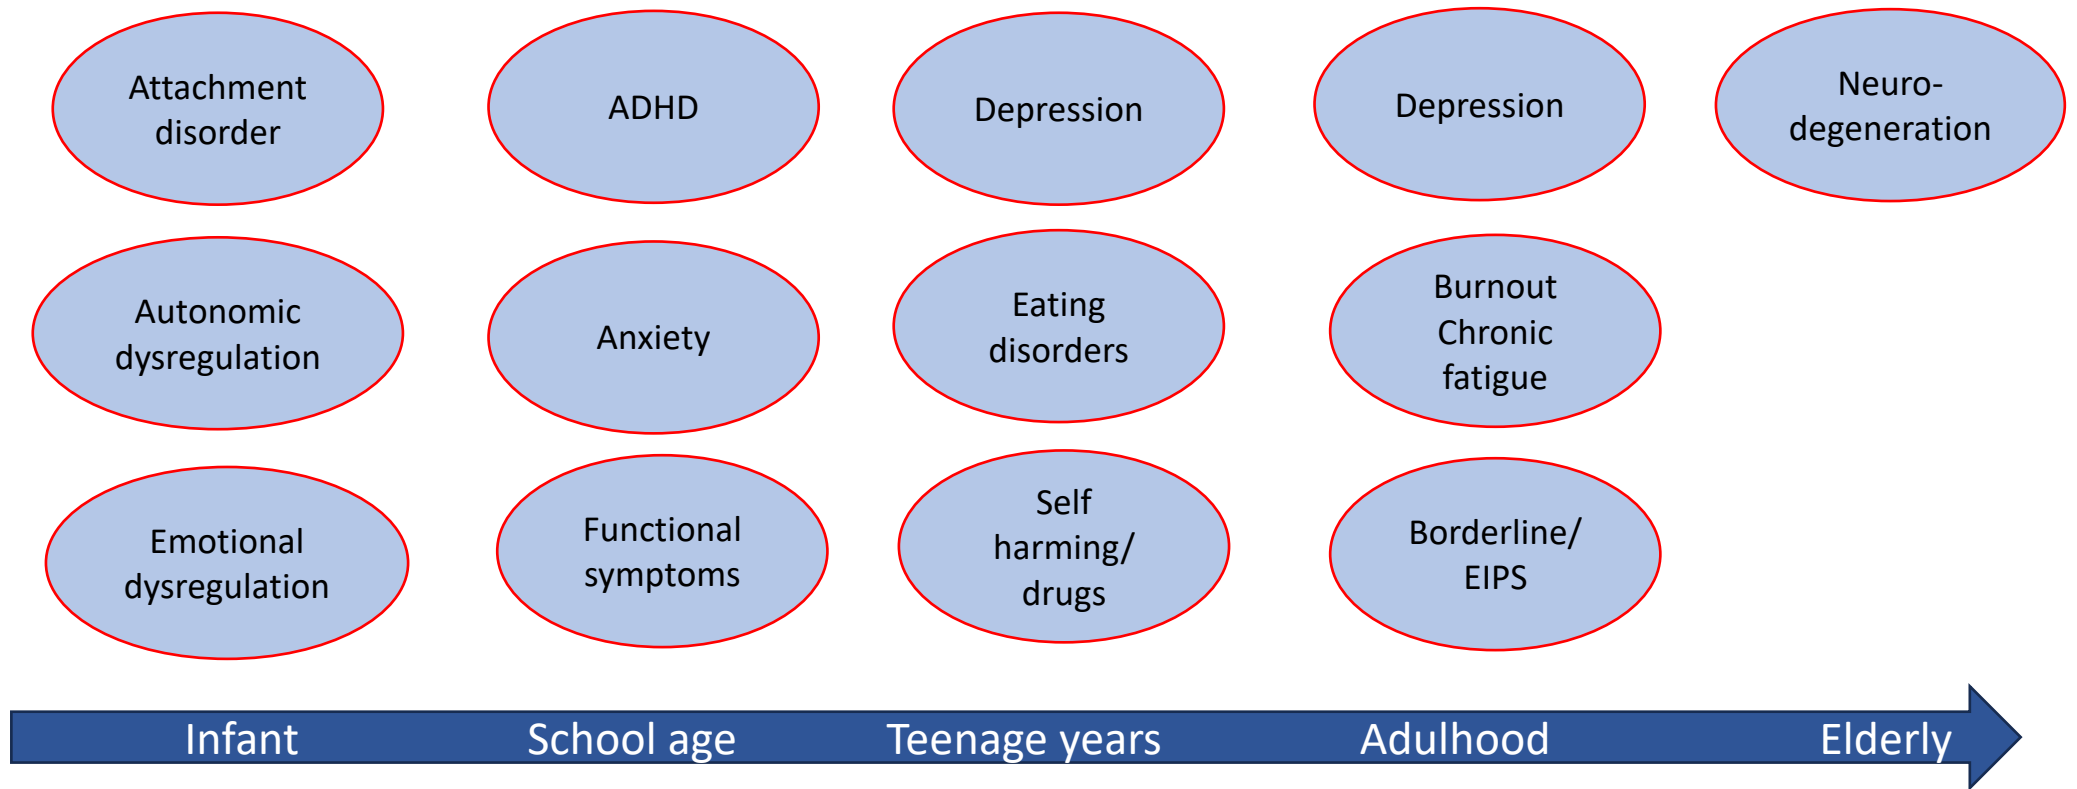 Attachment
disorder
ADHD
Depression
Depression
Neuro-
degeneration
Autonomic
dysregulation
Anxiety
Eating
disorders
Burnout
Chronic
fatigue
Emotional
dysregulation
Functional
symptoms
Self
harming/
drugs
Borderline/
EIPS
Infant
School age
Teenage years
Adulhood
Elderly